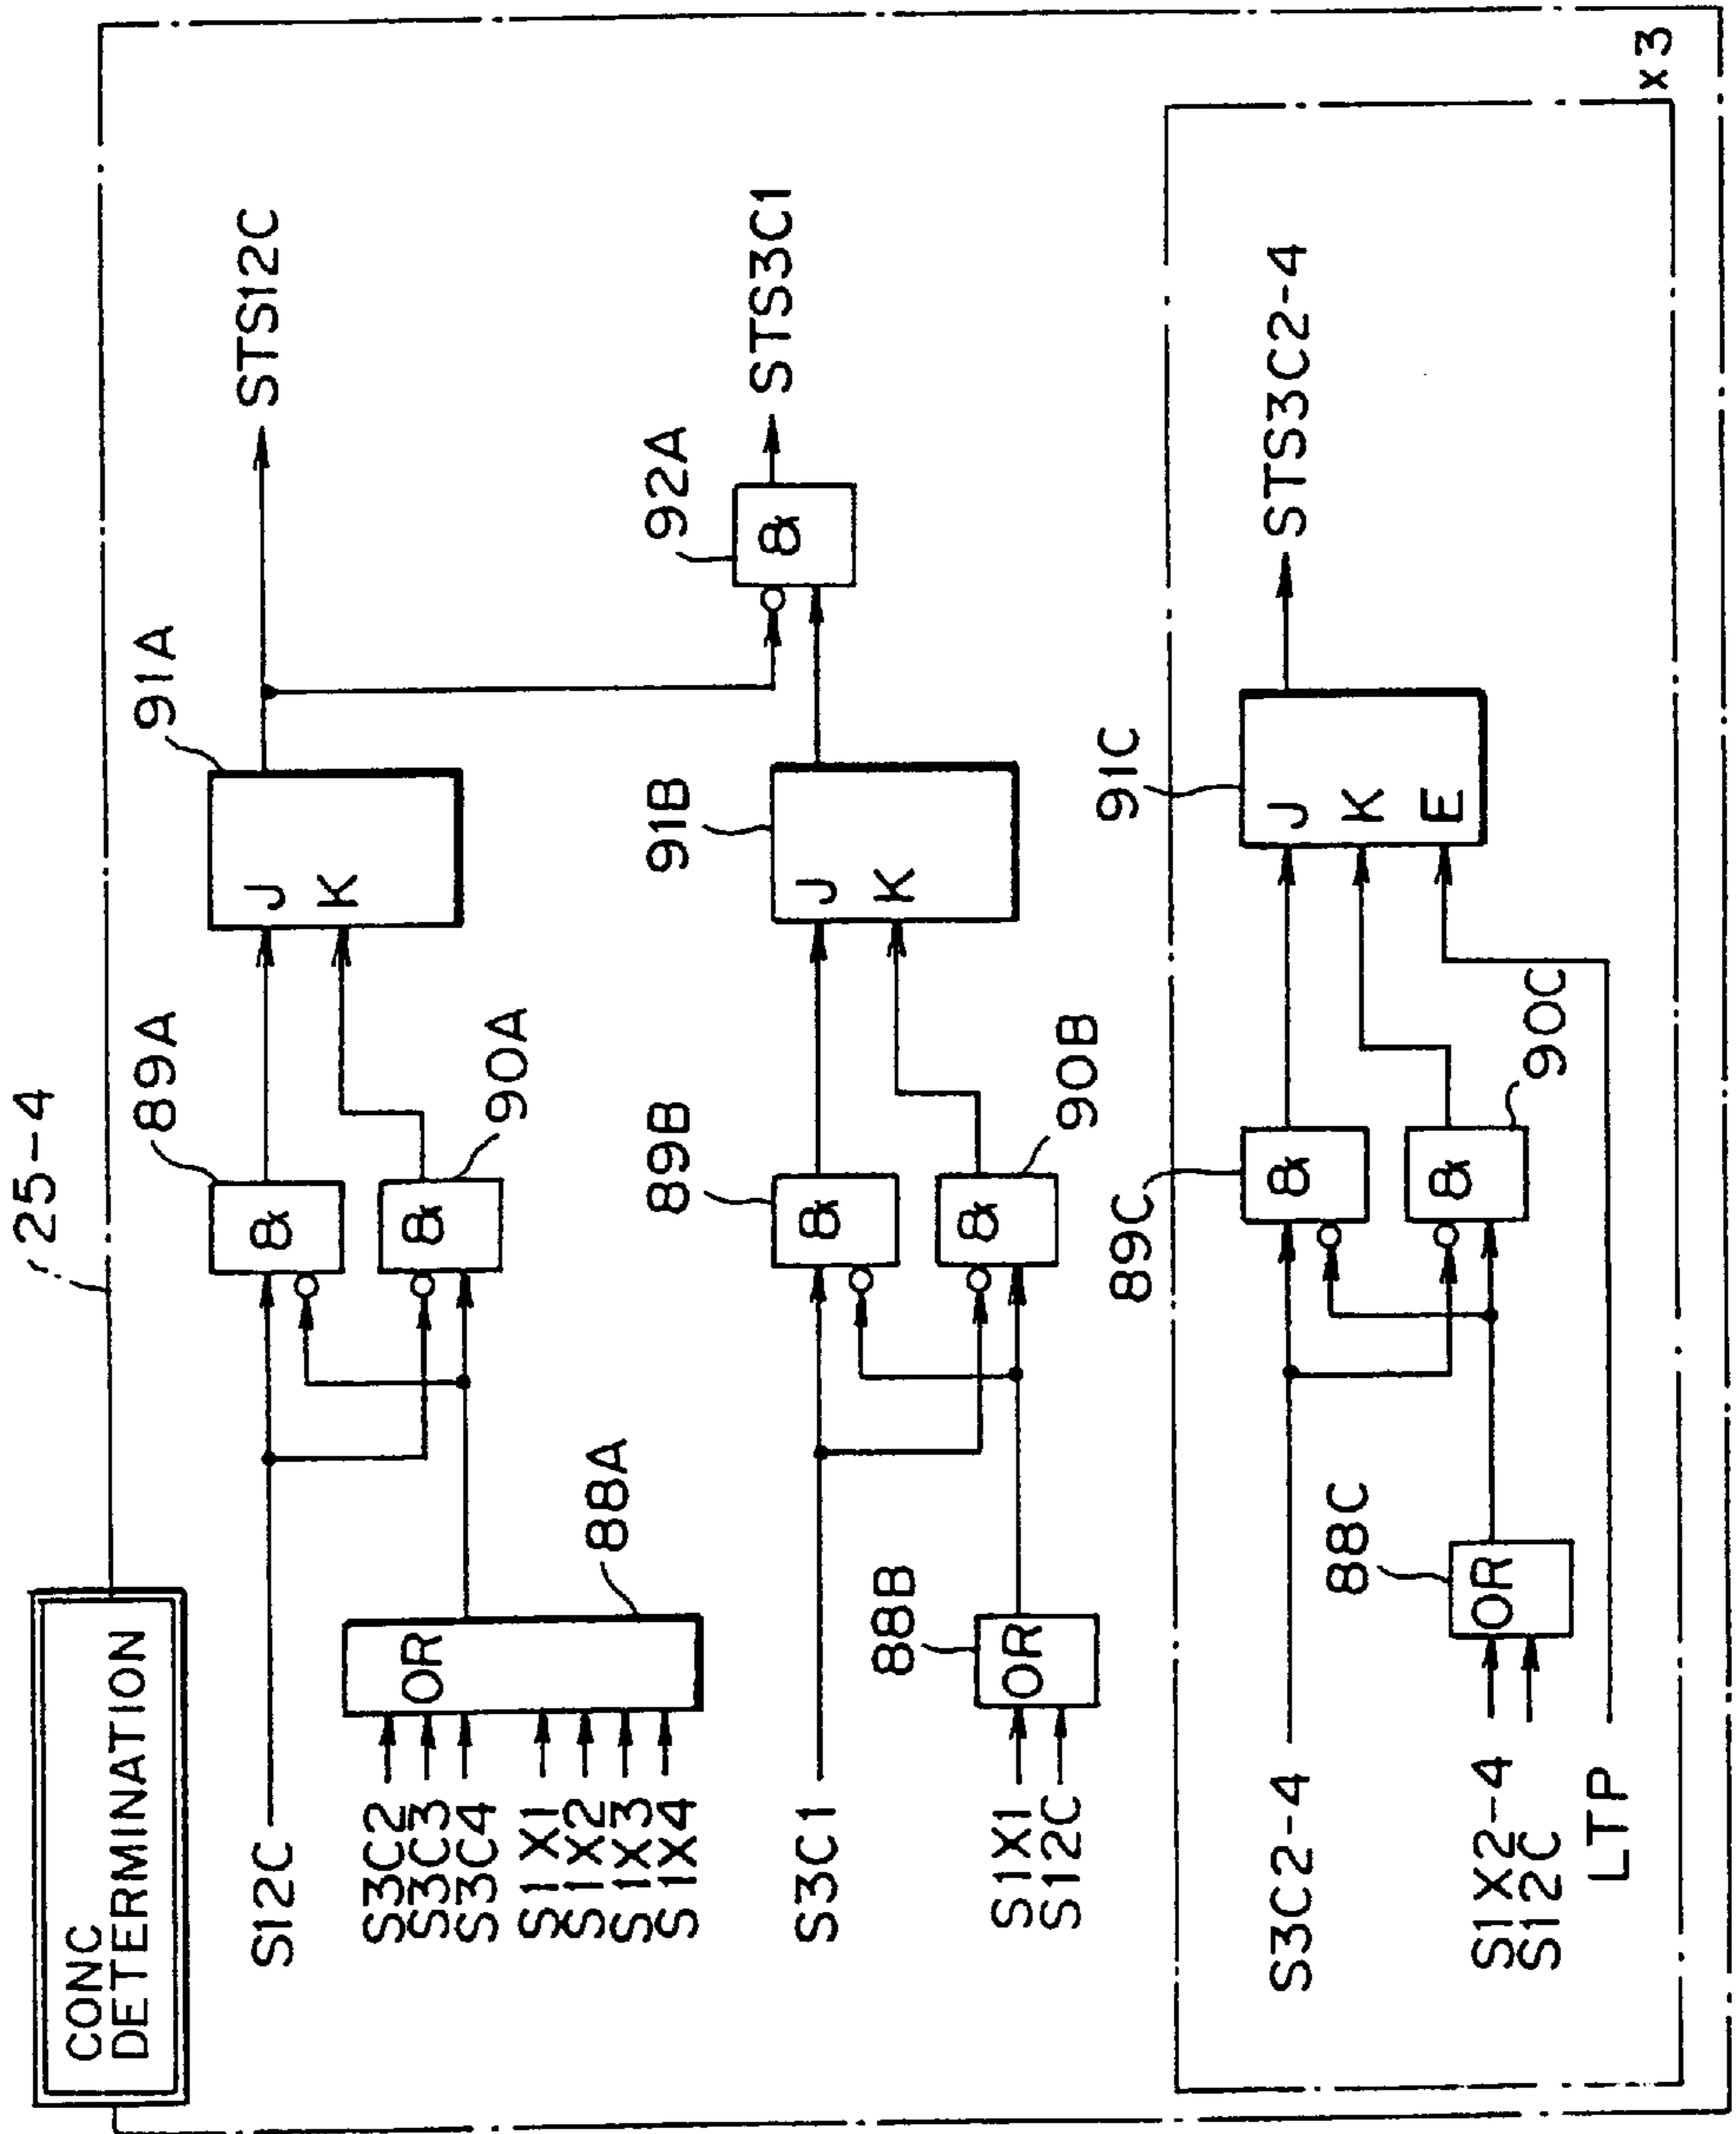 CONC
DETERMINATION
25-4
S12C
S3C2
S3C3
S3C4
S1X1
S1X2
S1X3
S1X4
OR
88A
&
89A
&
90A
J
K
91A
STS12C
S3C1
S1X1
S12C
OR
88B
&
89B
&
90B
J
K
91B
&
92A
STS3C1
S3C2-4
S1X2-4
S12C
LTP
OR
88C
&
89C
&
90C
J
K
E
91C
STS3C2-4
x3